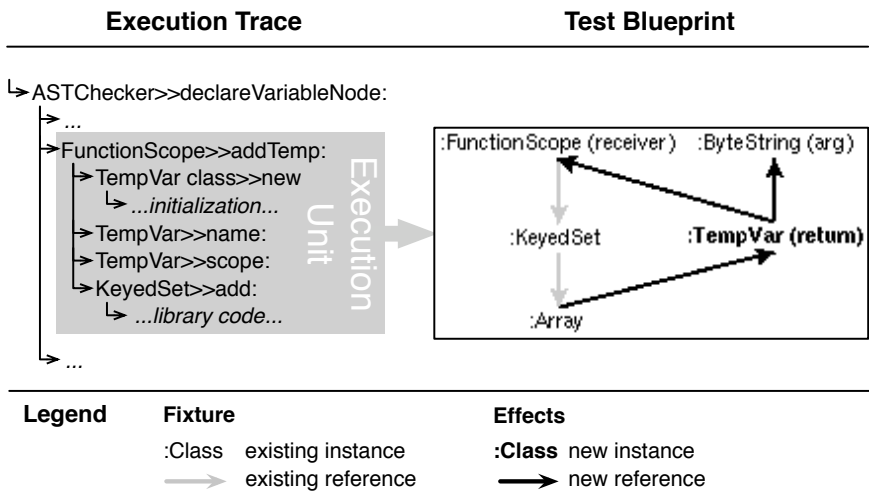 Execution Trace
Test Blueprint
ASTChecker>>declareVariableNode:
...
FunctionScope>>addTemp:
TempVar class>>new
...initialization...
TempVar>>name:
TempVar>>scope:
KeyedSet>>add:
...library code...
...
Execution
Unit
:FunctionScope (receiver)
:ByteString (arg)
:KeyedSet
:TempVar (return)
:Array
Legend
Fixture
:Class existing instance
existing reference
Effects
:Class new instance
new reference